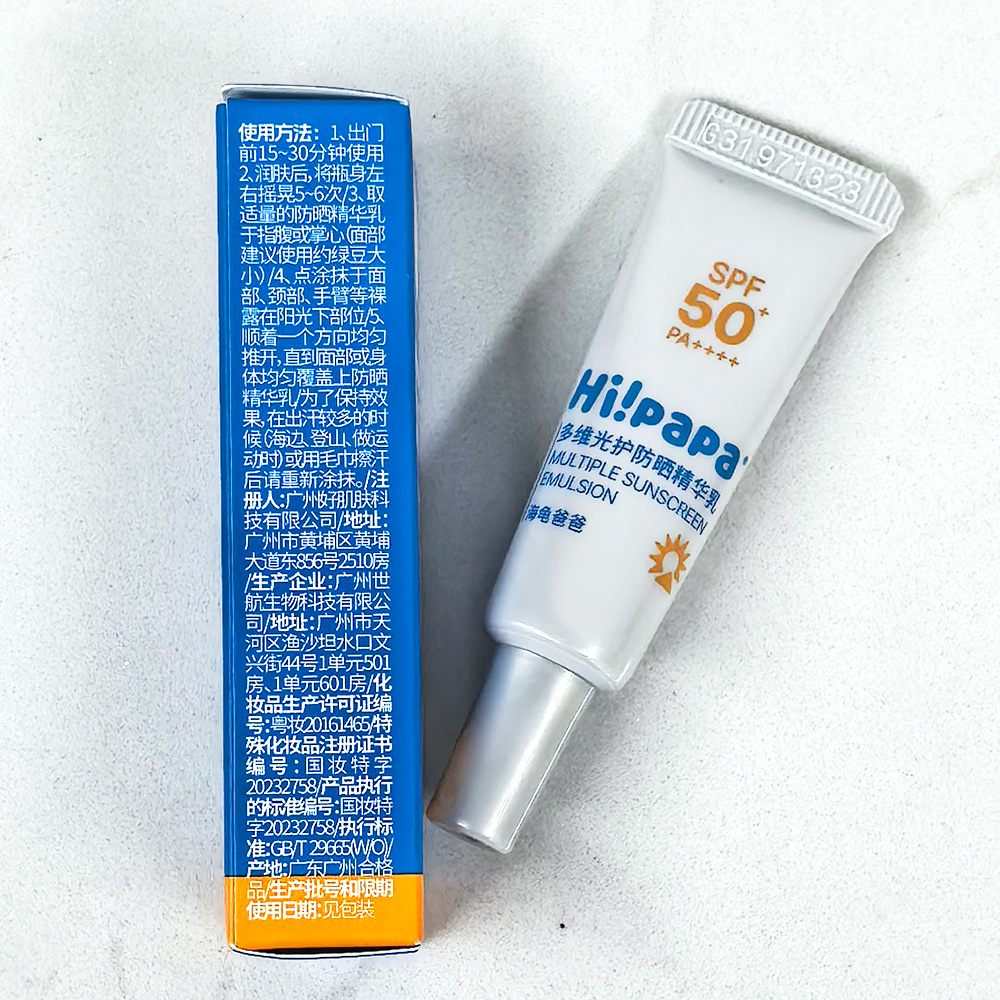 使用方法：1、出门
前15~30分钟使用
2、润肤后,将瓶身左
右摇晃5~6次/3、取
适量的防晒精华乳
于指腹或掌心(面部
建议使用约绿豆大
小)/4、点涂抹于面
部、颈部、手臂等裸
露在阳光下部位/5、
顺着一个方向均匀
推开,直到面部或身
体均匀覆盖上防晒
精华乳/为了保持效
果,在出汗较多的时
候(海边、登山、做运
动时)或用毛巾擦汗
后请重新涂抹。/注
册人:广州好肌肤科
技有限公司/地址:
广州市黄埔区黄埔
大道东856号2510房
/生产企业:广州世
航生物科技有限公
司/地址:广州市天
河区渔沙坦水口文
兴街44号1单元501
房、1单元601房/化
妆品生产许可证编
号:粤妆20161465/特
殊化妆品注册证书
编号:国妆特字
20232758/产品执行
的标准编号:国妆特
字20232758/执行标
准:GB/T 29665(W/O)/
产地:广东广州 合格
品/生产批号和限期
使用日期:见包装
G31971323
SPF
50+
PA++++
Hi!papa
多维光护防晒精华乳
MULTIPLE SUNSCREEN
EMULSION
海龟爸爸